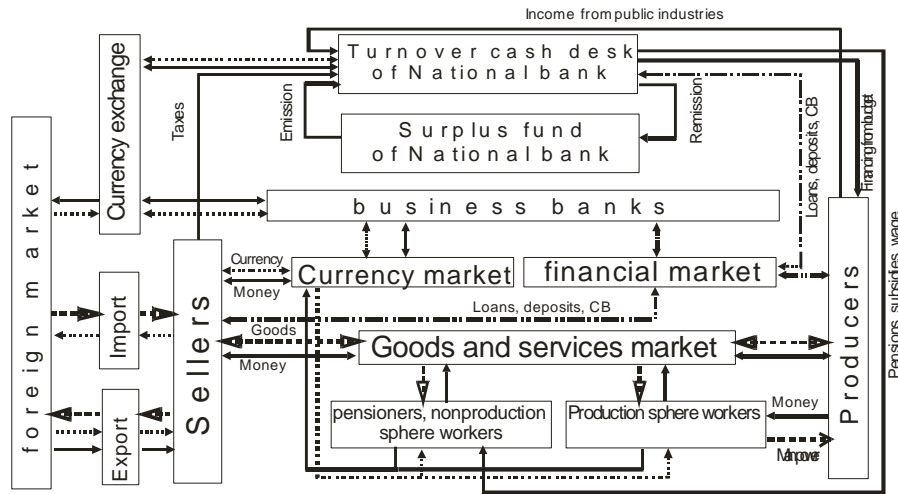 Income from public industries
Turnover cash desk
of National bank
Currency exchange
Taxes
Emission
Remission
Surplus fund
of National bank
Loans, deposits, CB
Financing from budget
foreign market
business banks
Pensions, subsidies, wage
Currency
Money
Currency market
financial market
Loans, deposits, CB
Import
Sellers
Goods
Money
Goods and services market
Producers
Export
pensioners, nonproduction
sphere workers
Production sphere workers
Money